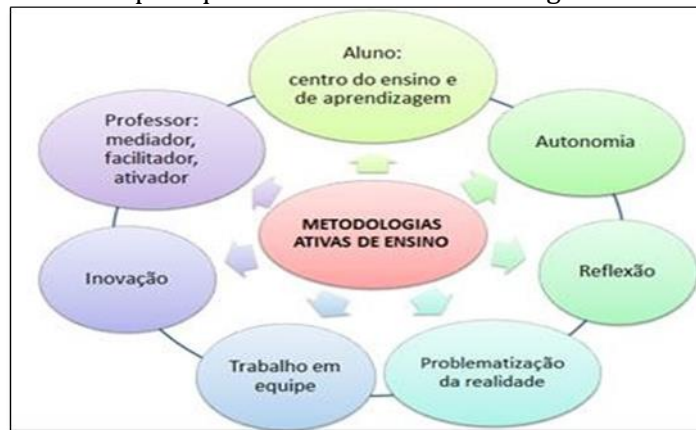 Aluno:
centro do ensino e
de aprendizagem
Autonomia
Reflexão
Problematização
da realidade
Trabalho em
equipe
Inovação
Professor:
mediador,
facilitador,
ativador
METODOLOGIAS
ATIVAS DE ENSINO